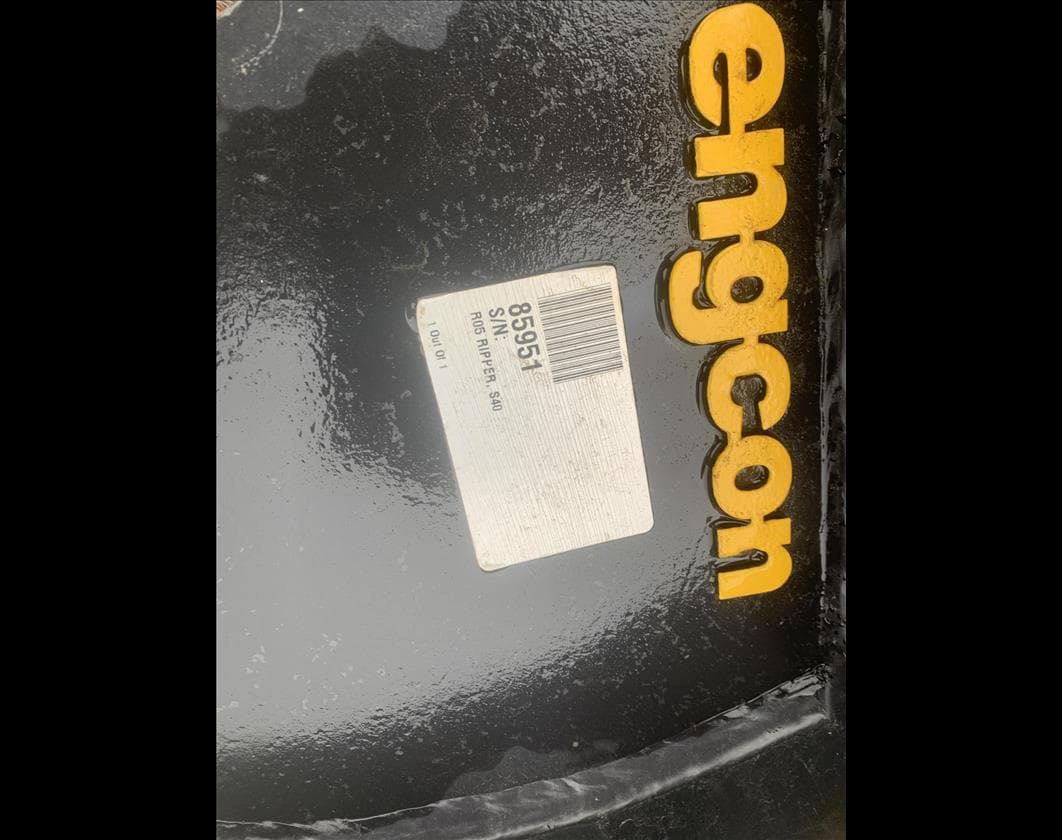 engcon
85951
S/N:
R05 RIPPER, S40
1 Out Of 1